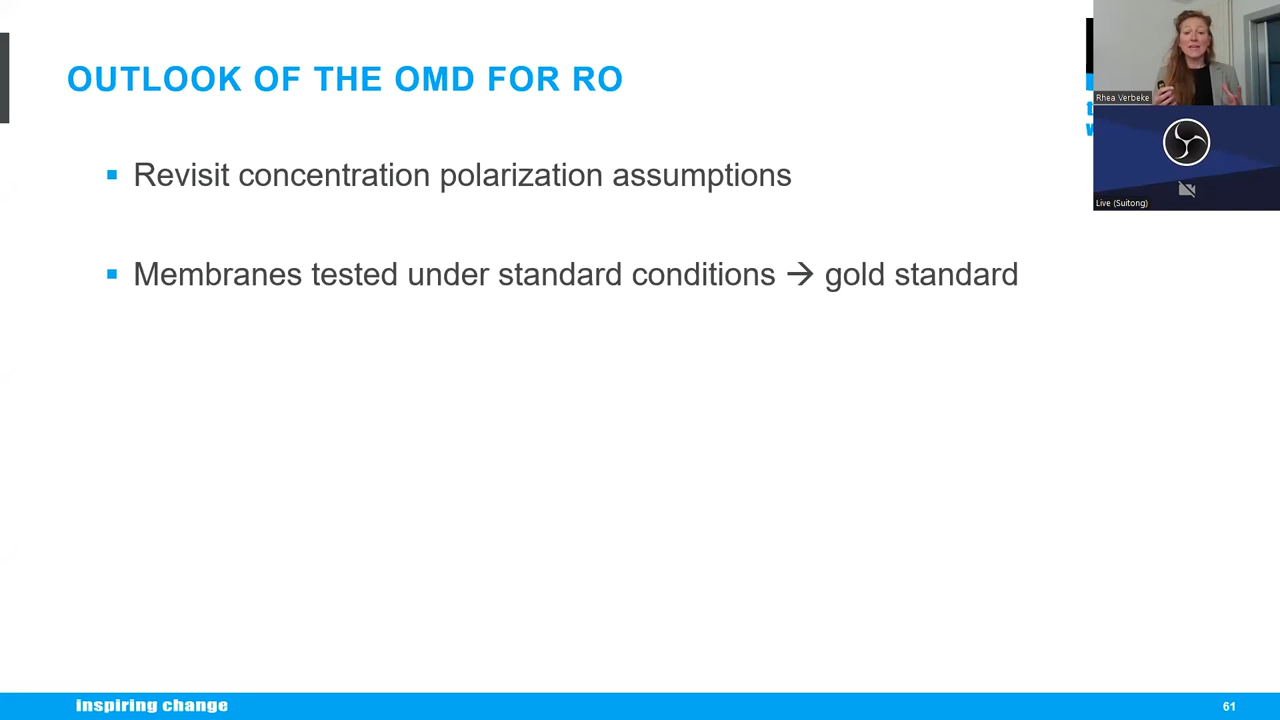 OUTLOOK OF THE OMD FOR RO
Rhea Verbeke
▪ Revisit concentration polarization assumptions
Live (Suitong)
▪ Membranes tested under standard conditions → gold standard
inspiring change
61